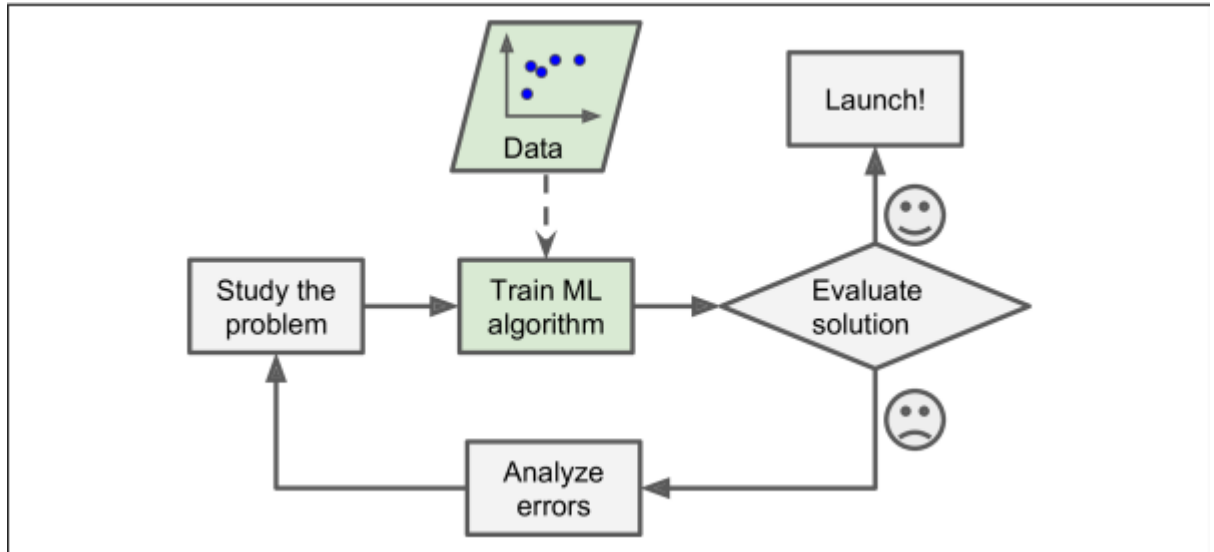 Data
Launch!
Study the
problem
Train ML
algorithm
Evaluate
solution
Analyze
errors